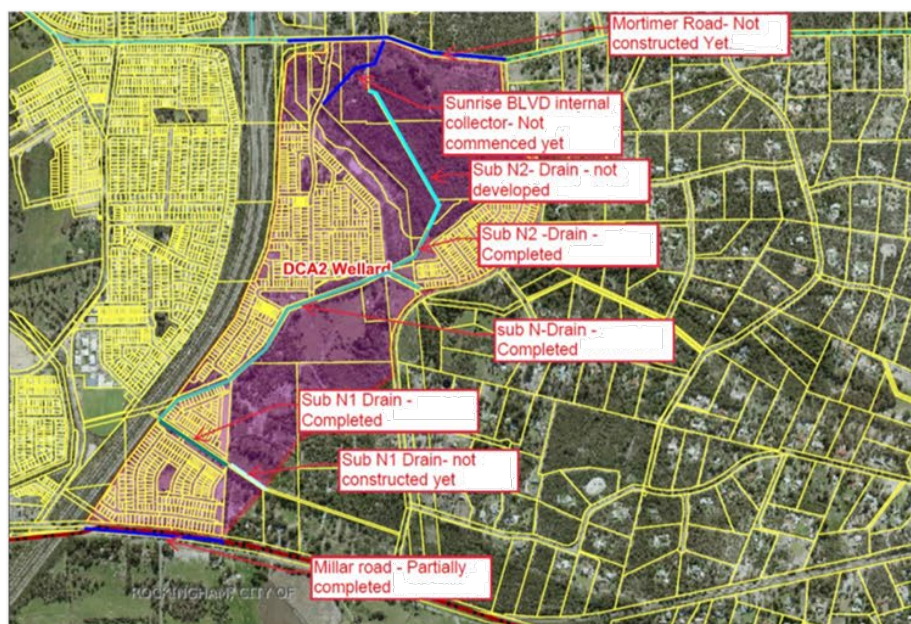 Mortimer Road- Not
constructed Yet
Sunrise BLVD internal
collector- Not
commenced yet
Sub N2- Drain - not
developed
Sub N2 -Drain -
Completed
DCA2 Wellard
sub N-Drain -
Completed
Sub N1 Drain -
Completed
Sub N1 Drain- not
constructed yet
Millar road - Partially
completed
ROCKINGHAM, CITY OF